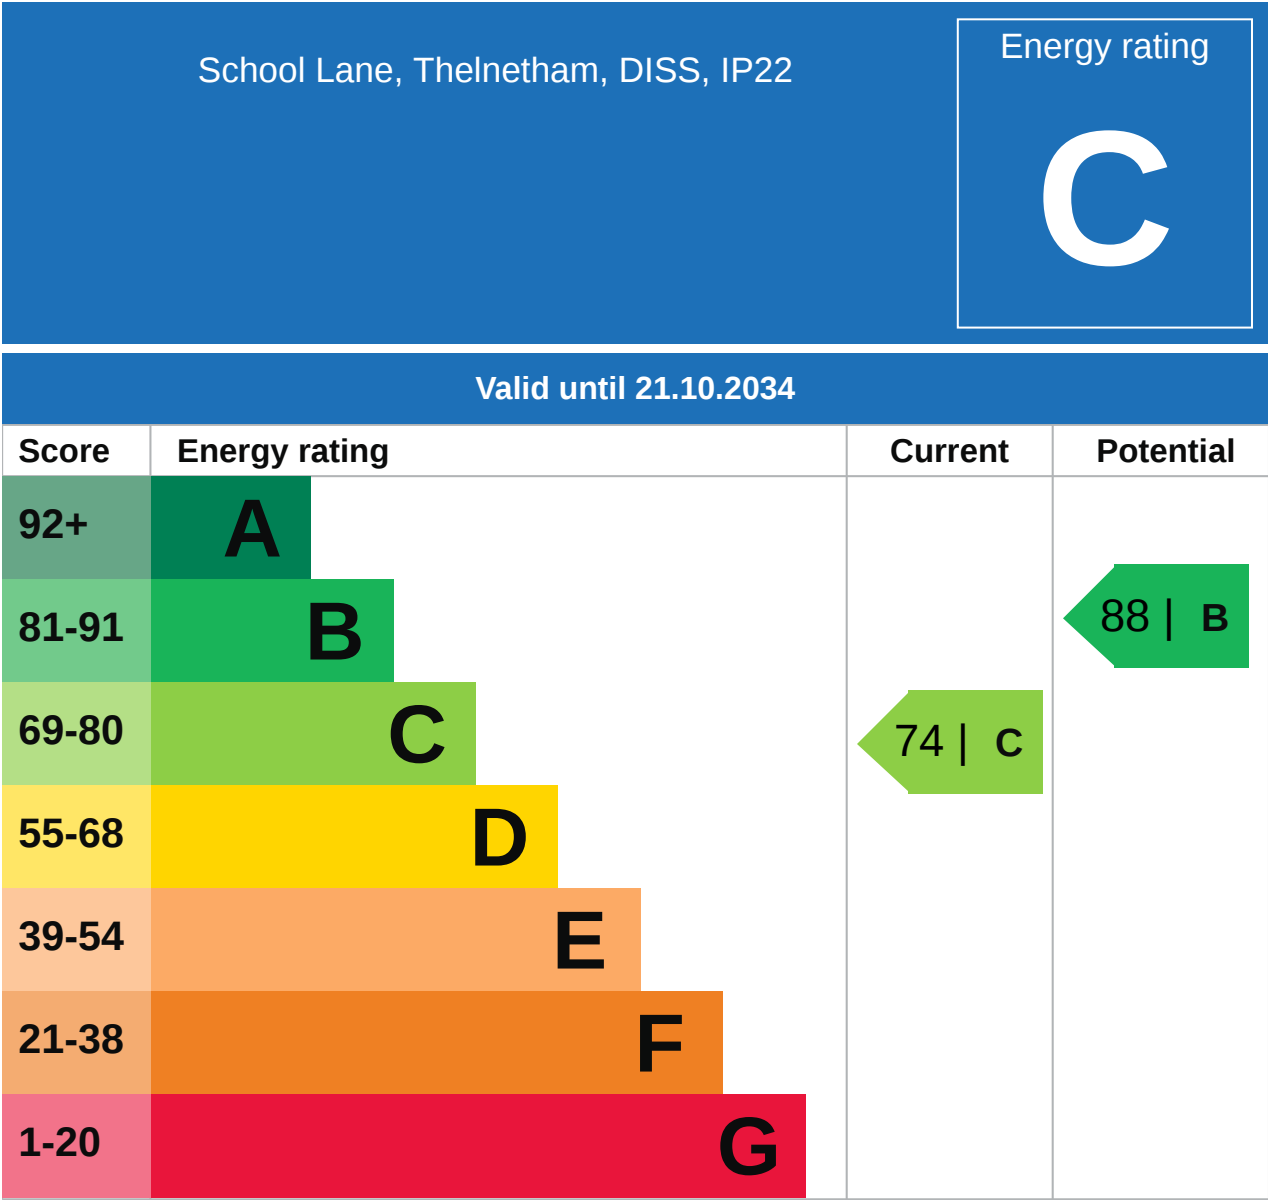 School Lane, Thelnetham, DISS, IP22
Energy rating
C
Valid until 21.10.2034
Score Energy rating Current Potential
92+ A
81-91 B
88 | B
69-80 C
74 | C
55-68 D
39-54 E
21-38 F
1-20 G